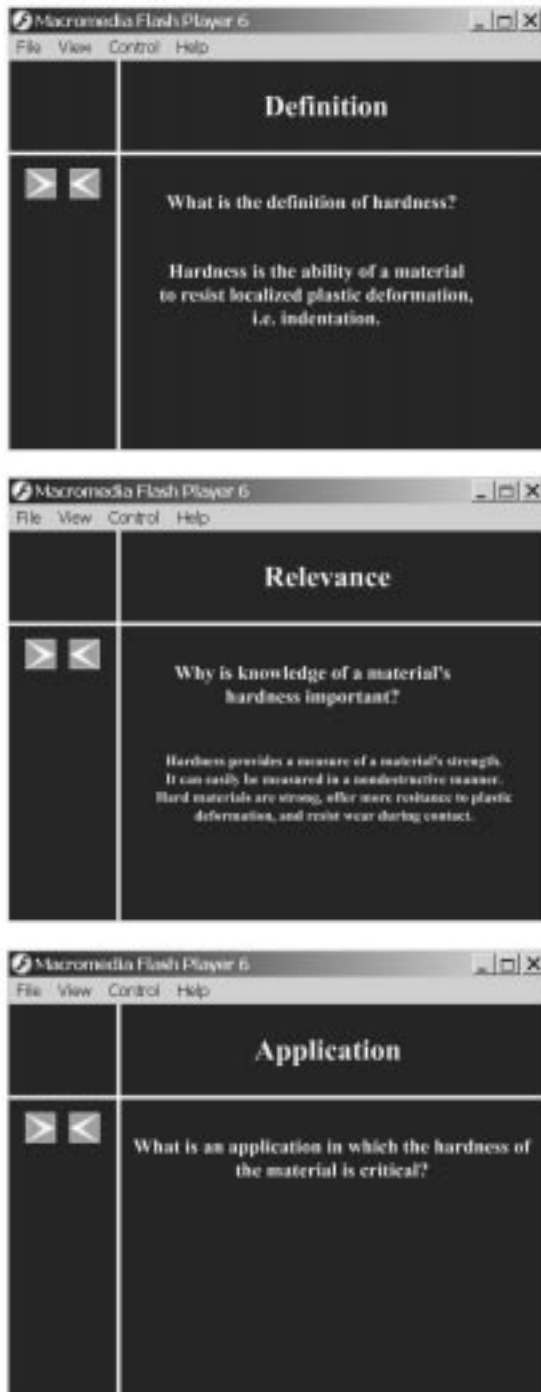 Macromedia Flash Player 6
File View Control Help
Definition
> <
What is the definition of hardness?
Hardness is the ability of a material
to resist localized plastic deformation,
i.e. indentation.
Macromedia Flash Player 6
File View Control Help
Relevance
> <
Why is knowledge of a material's
hardness important?
Hardness provides a measure of a material's strength.
It can easily be measured in a nondestructive manner.
Hard materials are strong, offer more resitance to plastic
deformation, and resist wear during contact.
Macromedia Flash Player 6
File View Control Help
Application
> <
What is an application in which the hardness of
the material is critical?